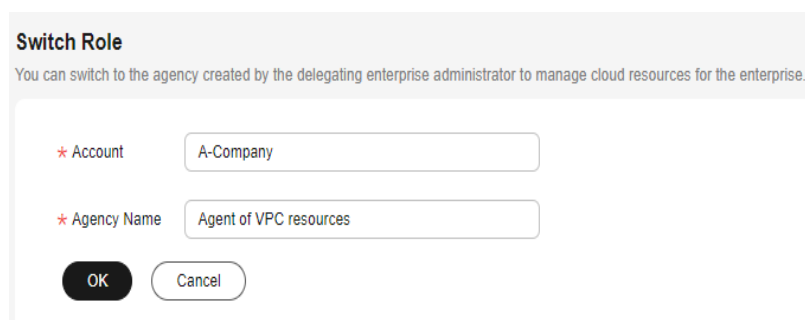 Switch Role
You can switch to the agency created by the delegating enterprise administrator to manage cloud resources for the enterprise.
* Account A-Company
* Agency Name Agent of VPC resources
OK Cancel